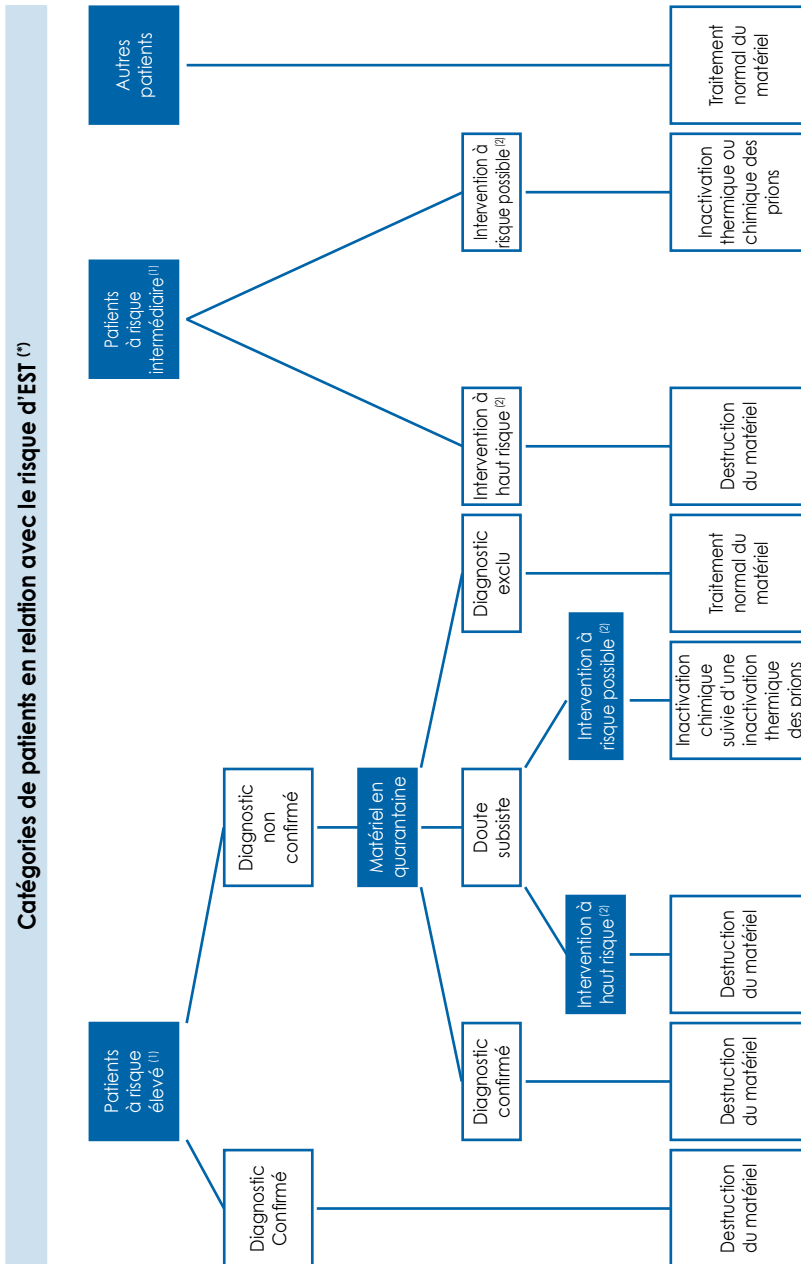 Catégories de patients en relation avec le risque d'EST (*)
Patients
à risque
élevé (1)
Patients
à risque
intermédiaire (1)
Autres
patients
Diagnostic
Confirmé
Diagnostic
non
confirmé
Matériel en
quarantaine
Diagnostic
confirmé
Doute
subsiste
Diagnostic
exclu
Intervention à
haut risque (2)
Intervention à
risque possible (2)
Intervention à
haut risque (2)
Intervention à
risque possible (2)
Destruction
du matériel
Destruction
du matériel
Destruction
du matériel
Inactivation
chimique
suivie d'une
inactivation
thermique
des prions
Traitement
normal du
matériel
Destruction
du matériel
Inactivation
thermique ou
chimique des
prions
Traitement
normal du
matériel